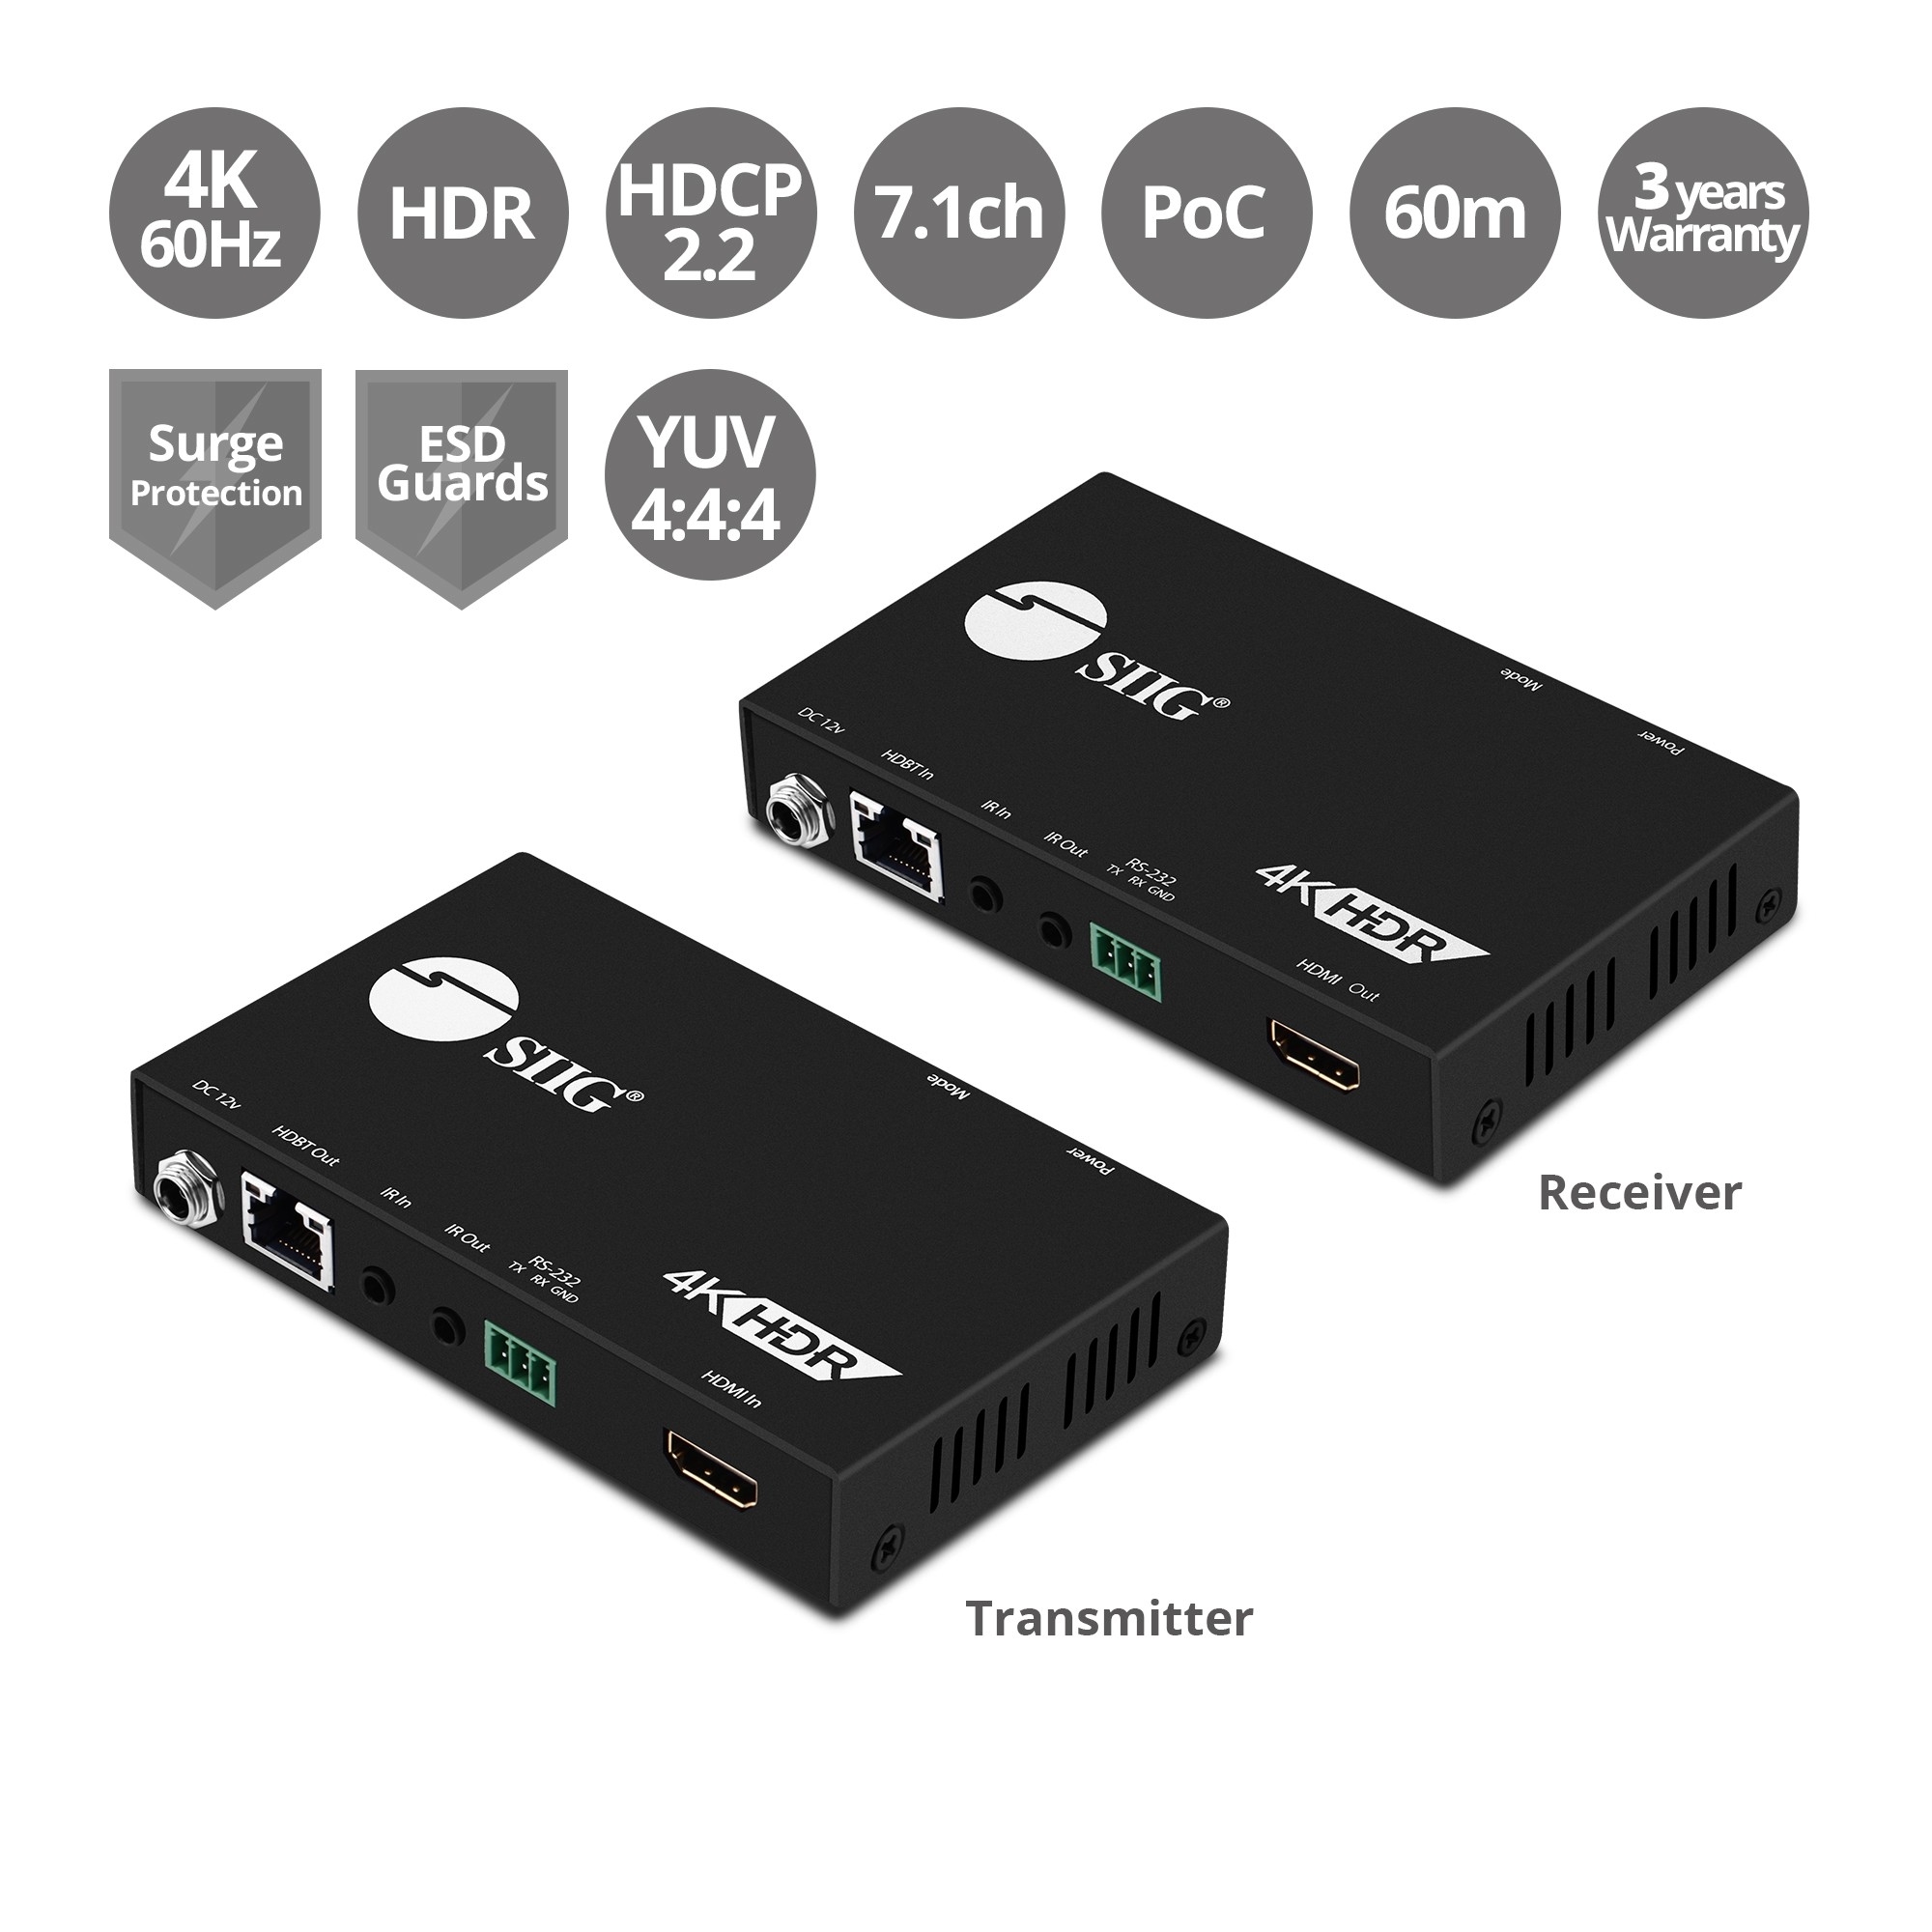 4K
60Hz
HDR
HDCP
2.2
7.1ch
PoC
60m
3 years
Warranty
Surge
Protection
ESD
Guards
YUV
4:4:4
SIIG®
Mode
Power
DC 12v
HDBT In
IR In
IR Out
RS-232
TX RX GND
4K HDR
HDMI Out
Receiver
SIIG®
Mode
Power
DC 12v
HDBT Out
IR In
IR Out
RS-232
TX RX GND
4K HDR
HDMI In
Transmitter